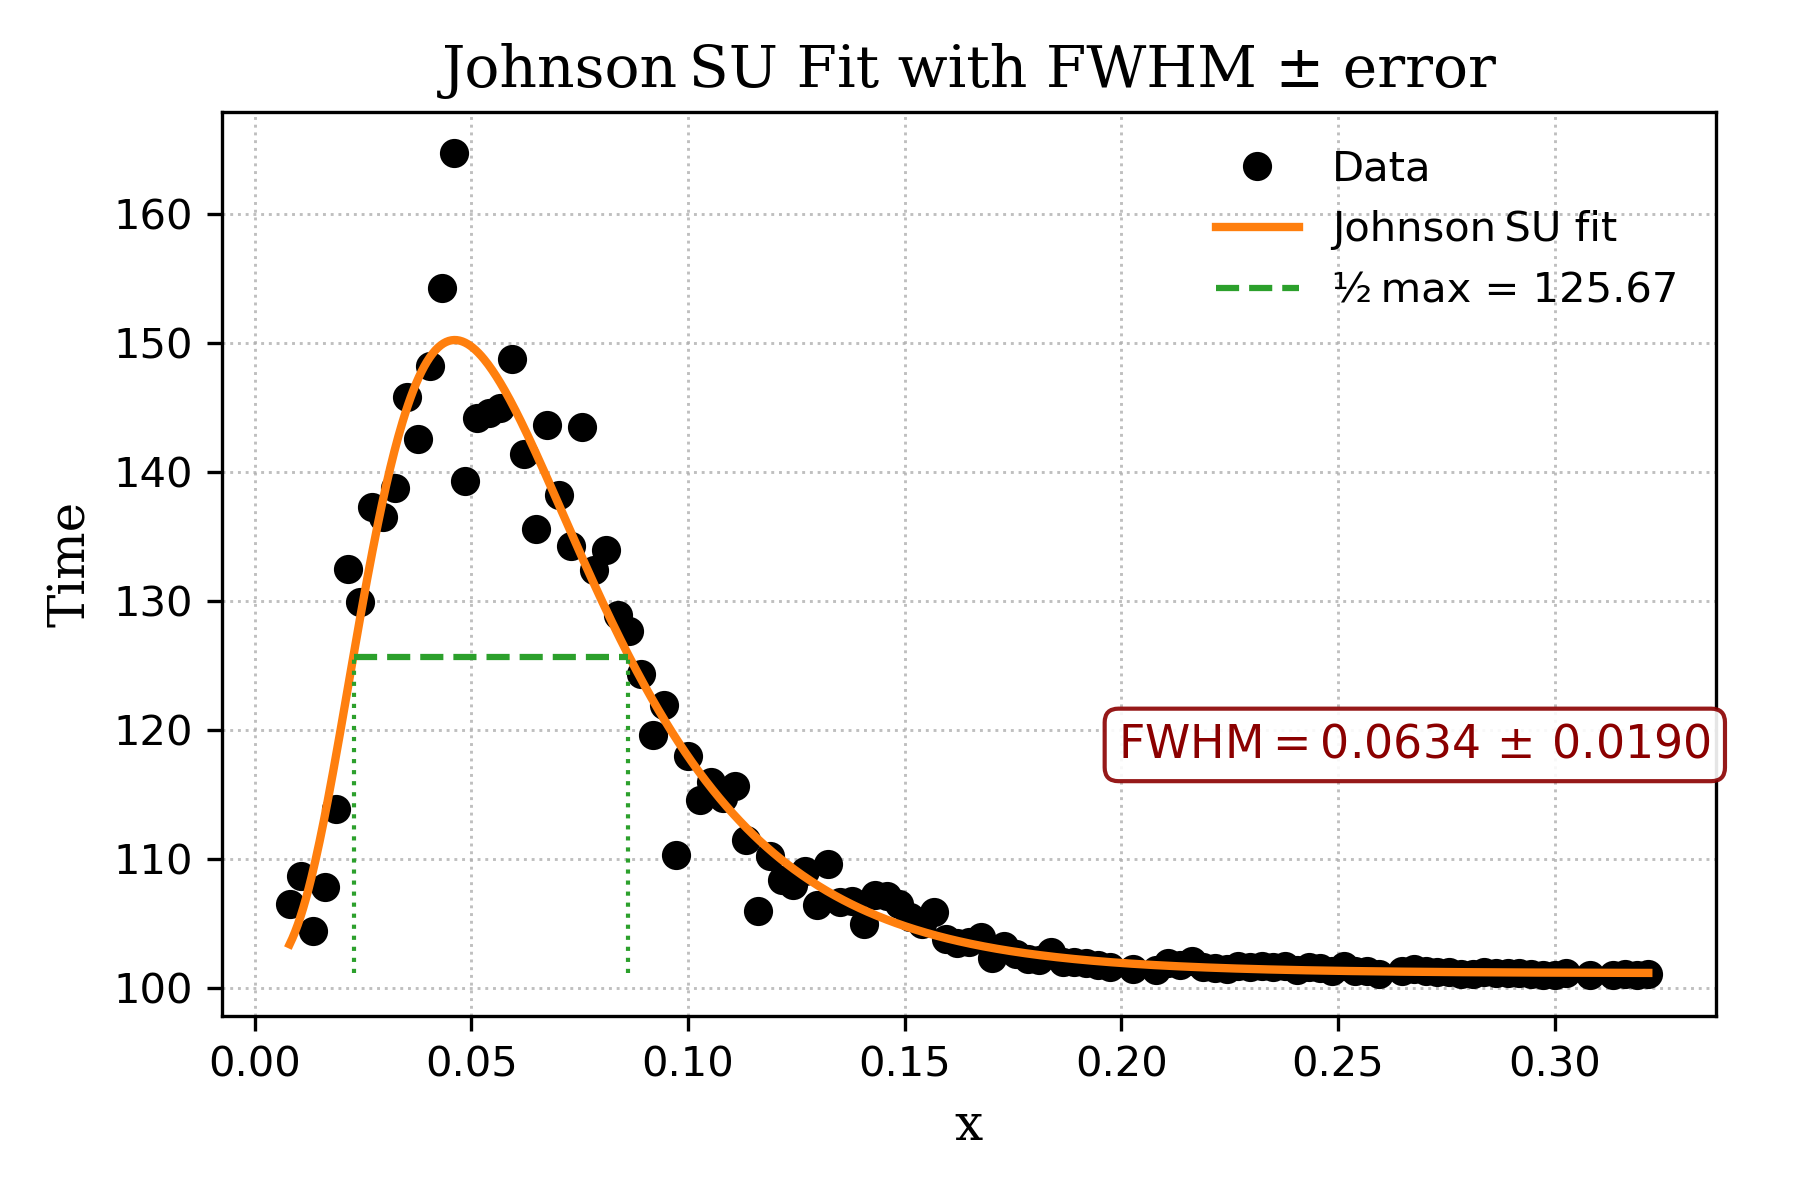 Johnson SU Fit with FWHM ± error
Data
Johnson SU fit
½ max = 125.67
160
150
140
130
120
110
100
Time
FWHM = 0.0634 ± 0.0190
0.00 0.05 0.10 0.15 0.20 0.25 0.30
x